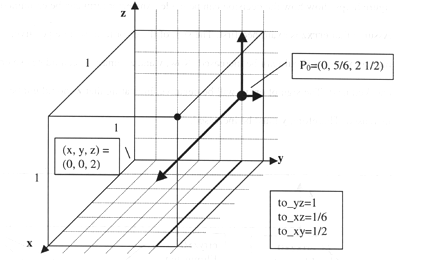 z
1
P₀=(0, 5/6, 2 1/2)
1
(x, y, z) =
(0, 0, 2)
y
1
to_yz=1
to_xz=1/6
to_xy=1/2
x